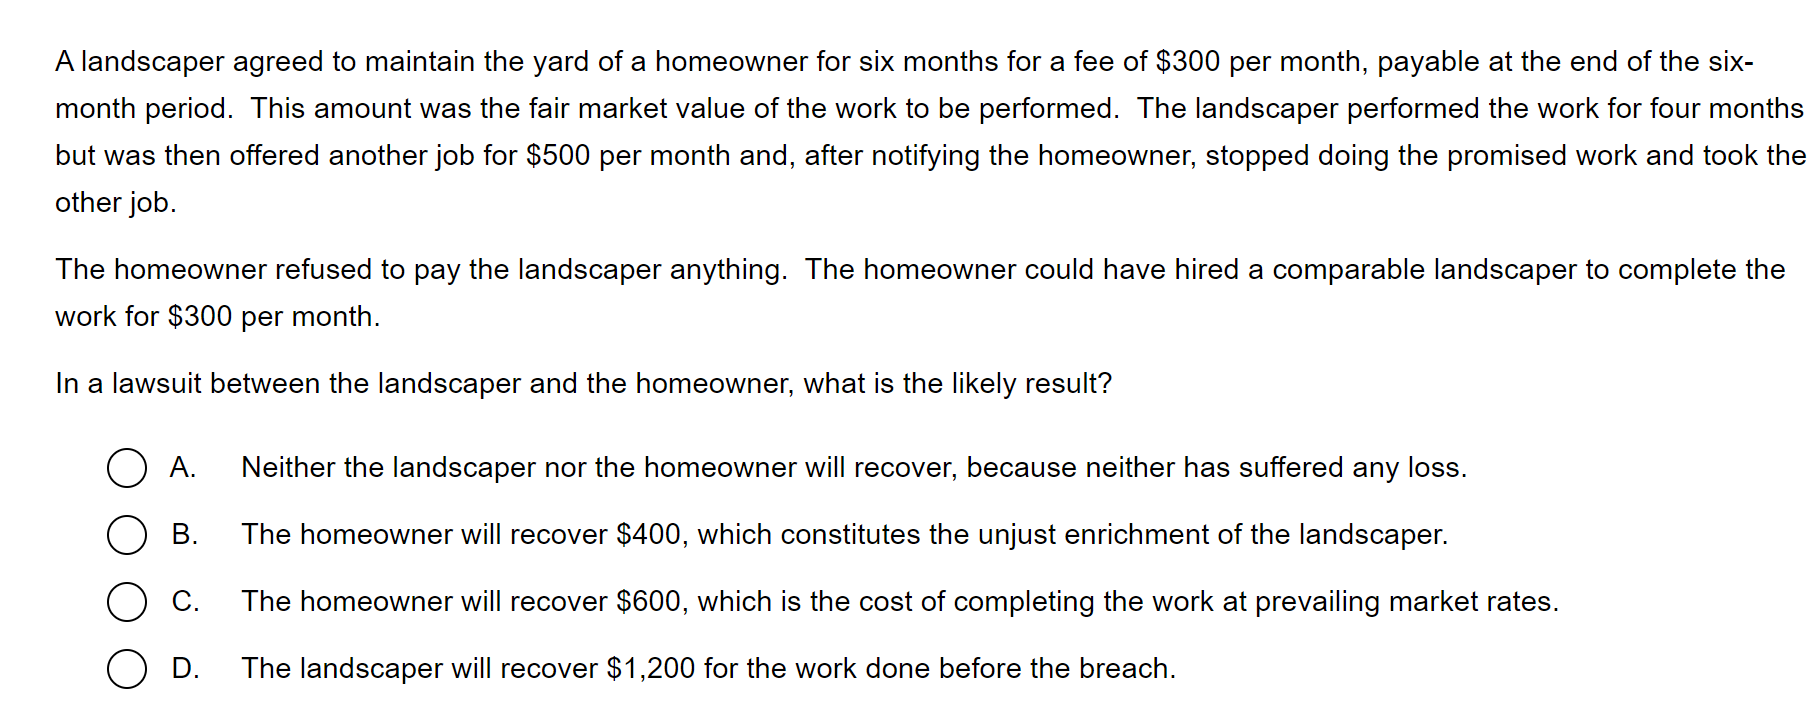 A landscaper agreed to maintain the yard of a homeowner for six months for a fee of $300 per month, payable at the end of the six-
month period.  This amount was the fair market value of the work to be performed.  The landscaper performed the work for four months
but was then offered another job for $500 per month and, after notifying the homeowner, stopped doing the promised work and took the
other job.
The homeowner refused to pay the landscaper anything.  The homeowner could have hired a comparable landscaper to complete the
work for $300 per month.
In a lawsuit between the landscaper and the homeowner, what is the likely result?
A. Neither the landscaper nor the homeowner will recover, because neither has suffered any loss.
B. The homeowner will recover $400, which constitutes the unjust enrichment of the landscaper.
C. The homeowner will recover $600, which is the cost of completing the work at prevailing market rates.
D. The landscaper will recover $1,200 for the work done before the breach.